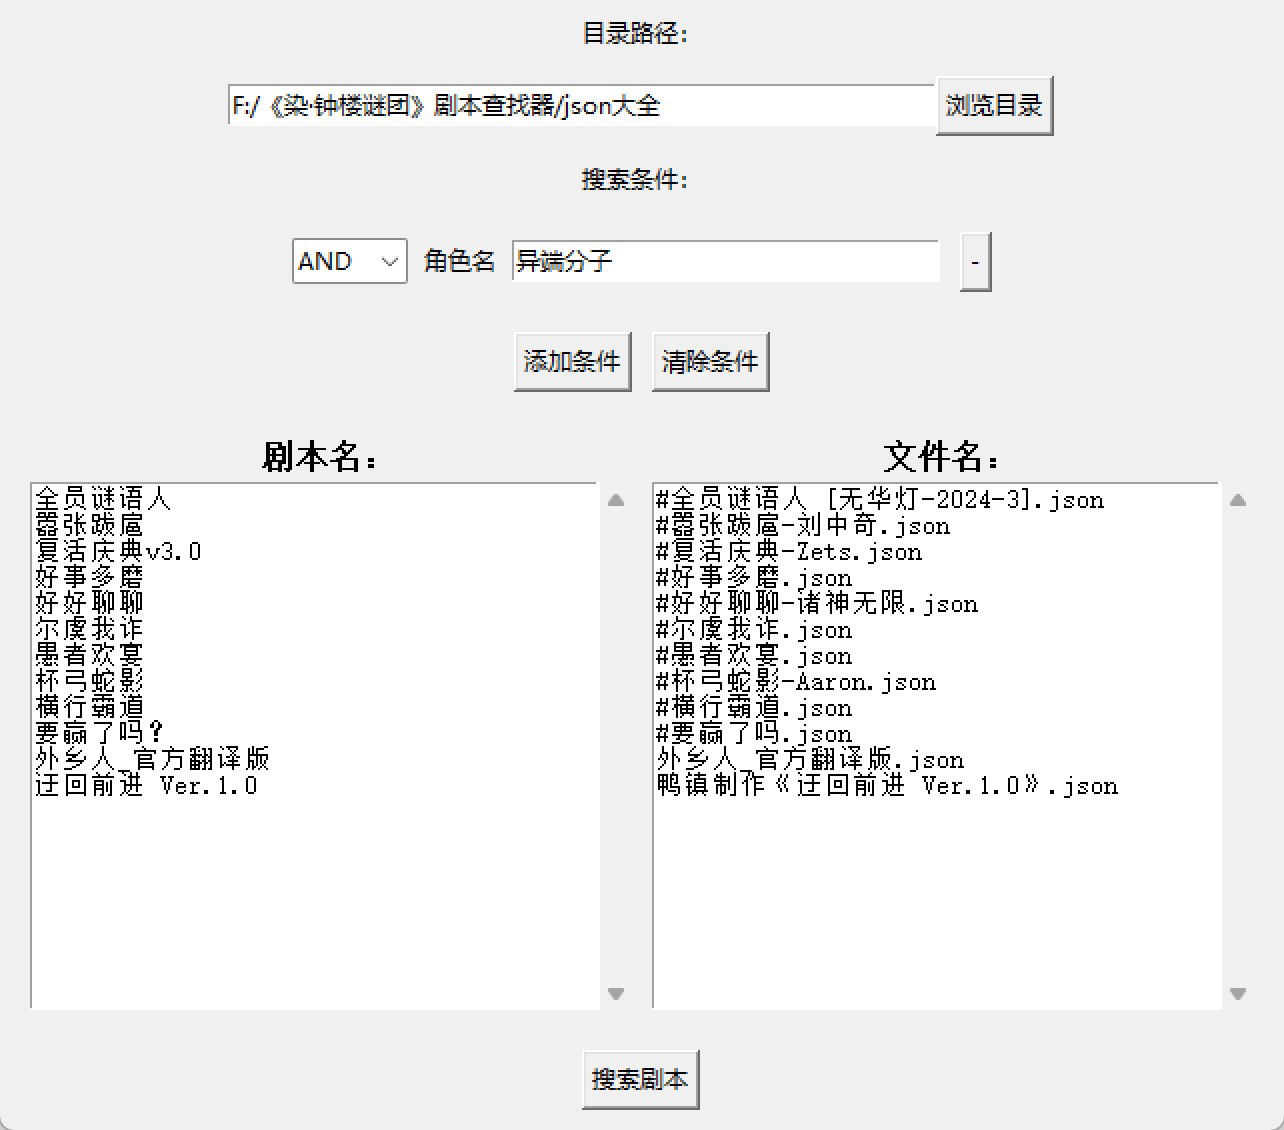 目录路径：
F:/《染·钟楼谜团》剧本查找器/json大全 浏览目录
搜索条件：
AND 角色名 异端分子 -
添加条件 清除条件
剧本名：
全员谜语人
嚣张跋扈
复活庆典v3.0
好事多磨
好好聊聊
尔虞我诈
愚者欢宴
杯弓蛇影
横行霸道
要赢了吗？
外乡人_官方翻译版
迂回前进 Ver.1.0
文件名：
#全员谜语人 [无华灯-2024-3].json
#嚣张跋扈-刘中奇.json
#复活庆典-Zets.json
#好事多磨.json
#好好聊聊-诸神无限.json
#尔虞我诈.json
#愚者欢宴.json
#杯弓蛇影-Aaron.json
#横行霸道.json
#要赢了吗.json
外乡人_官方翻译版.json
鸭镇制作《迂回前进 Ver.1.0》.json
搜索剧本